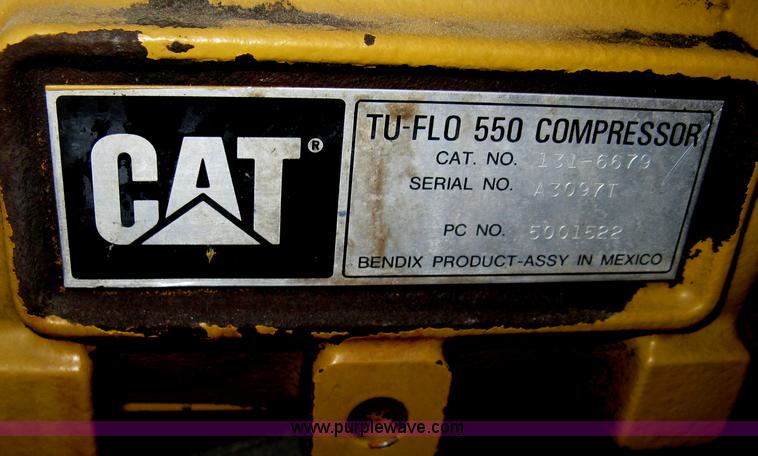 CAT®
TU-FLO 550 COMPRESSOR
CAT. NO. 131-6679
SERIAL NO. A3097T
PC NO. 5001522
BENDIX PRODUCT-ASSY IN MEXICO
www.purplewave.com